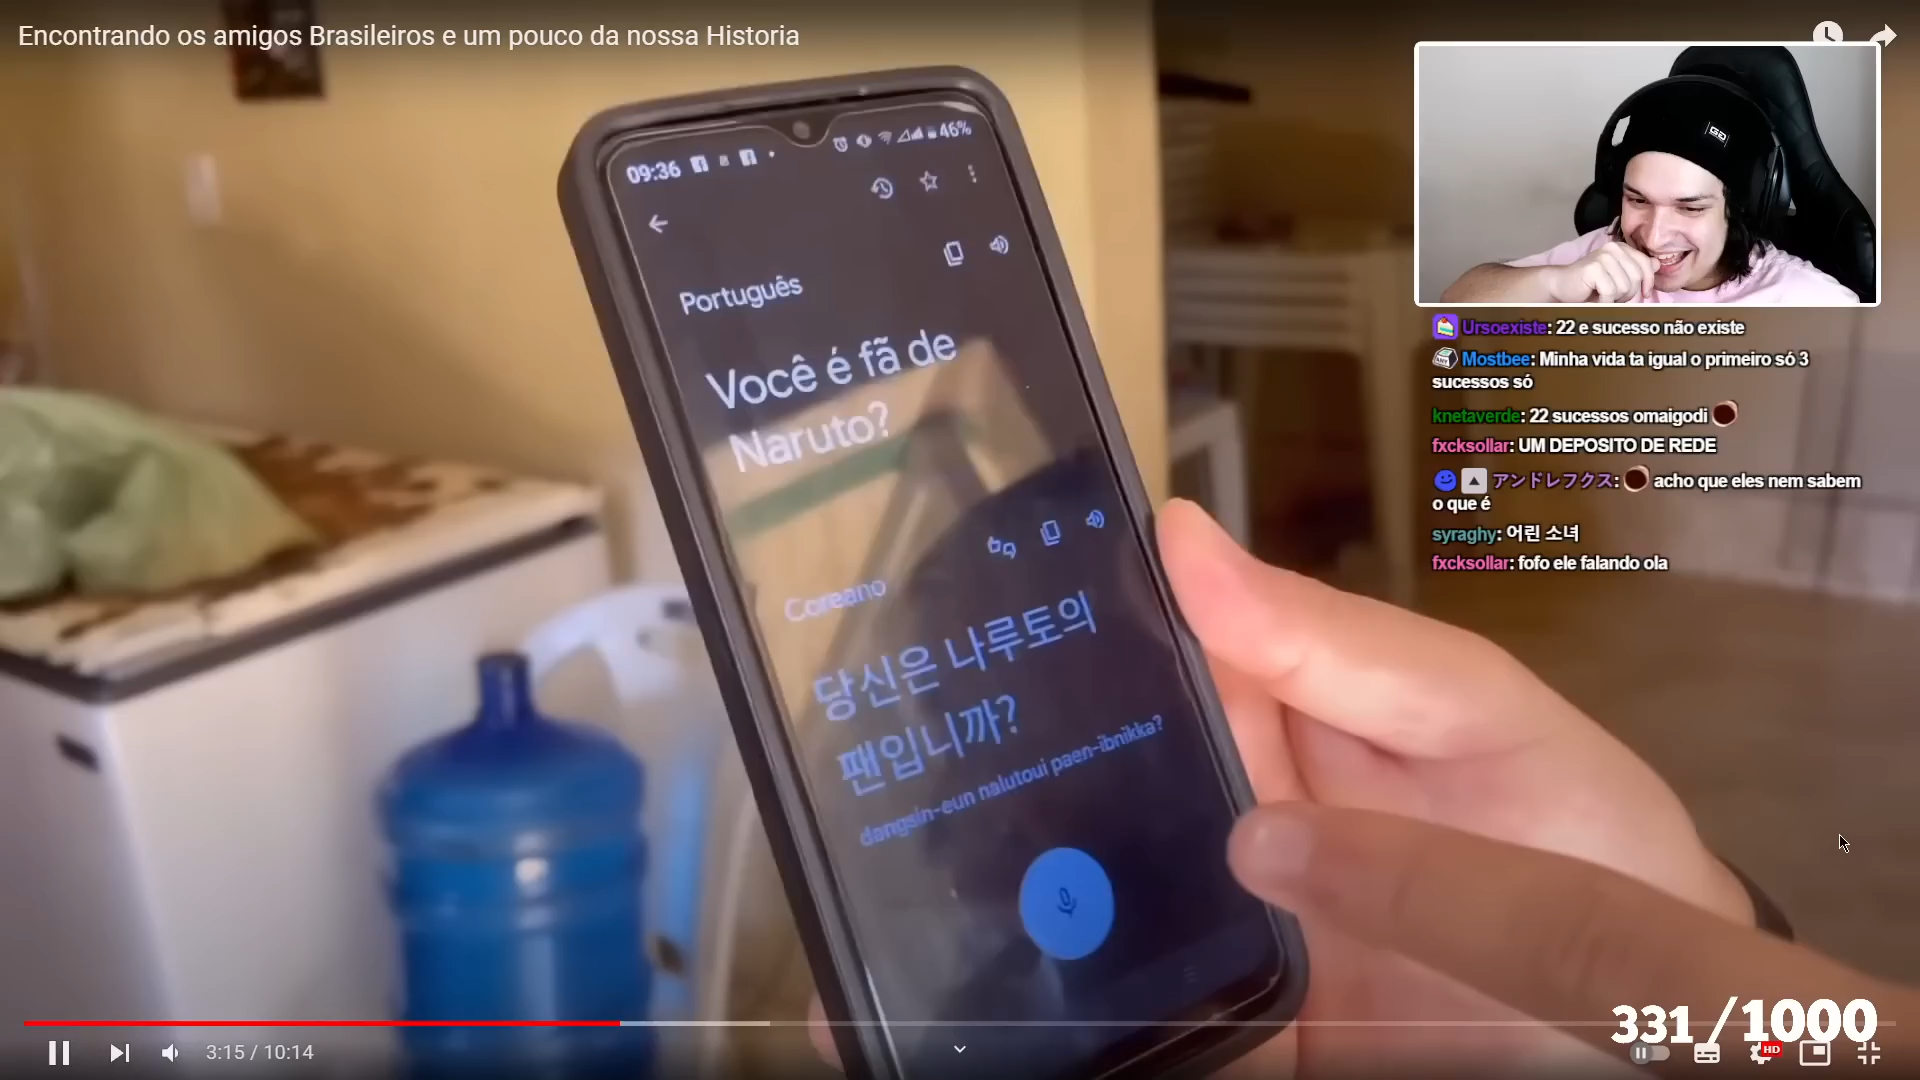 Encontrando os amigos Brasileiros e um pouco da nossa Historia
09:36
46%
Português
Você é fã de
Naruto?
Coreano
당신은 나루토의
팬입니까?
dangsin-eun nalutoui paen-ibnikka?
GD
Ursoexiste: 22 e sucesso não existe
Mostbee: Minha vida ta igual o primeiro só 3
sucessos só
knetaverde: 22 sucessos omaigodi
fxcksollar: UM DEPOSITO DE REDE
アンドレフクス: acho que eles nem sabem
o que é
syraghy: 어린 소녀
fxcksollar: fofo ele falando ola
331/1000
3:15 / 10:14
HD